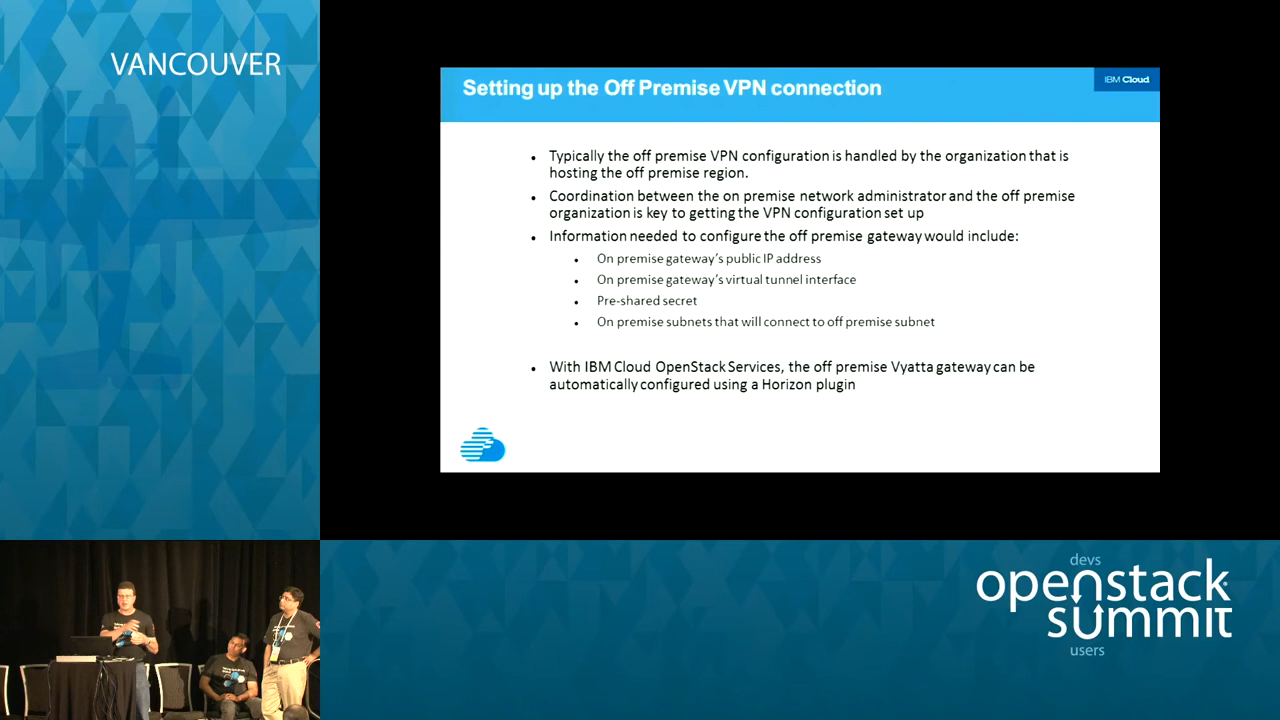 VANCOUVER
Setting up the Off Premise VPN connection
IBM Cloud
• Typically the off premise VPN configuration is handled by the organization that is
hosting the off premise region.
• Coordination between the on premise network administrator and the off premise
organization is key to getting the VPN configuration set up
• Information needed to configure the off premise gateway would include:
• On premise gateway's public IP address
• On premise gateway's virtual tunnel interface
• Pre-shared secret
• On premise subnets that will connect to off premise subnet
• With IBM Cloud OpenStack Services, the off premise Vyatta gateway can be
automatically configured using a Horizon plugin
devs
openstack
summit
users